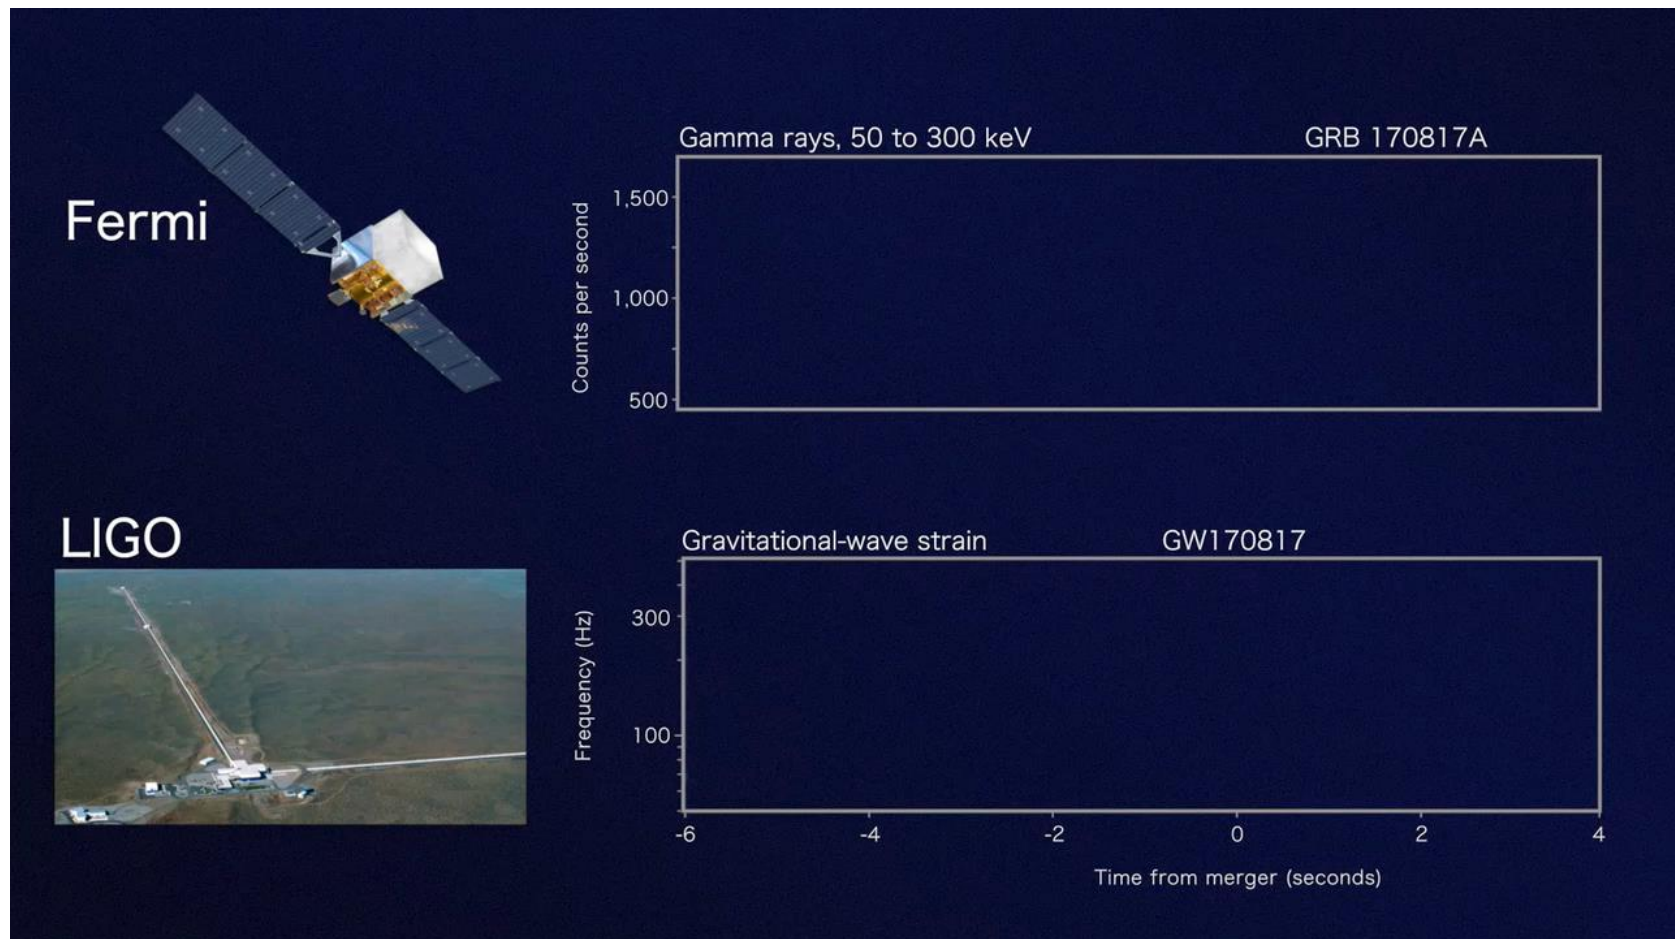 Fermi
Gamma rays, 50 to 300 keV
GRB 170817A
Counts per second
1,500
1,000
500
LIGO
Gravitational-wave strain
GW170817
Frequency (Hz)
300
100
-6 -4 -2 0 2 4
Time from merger (seconds)